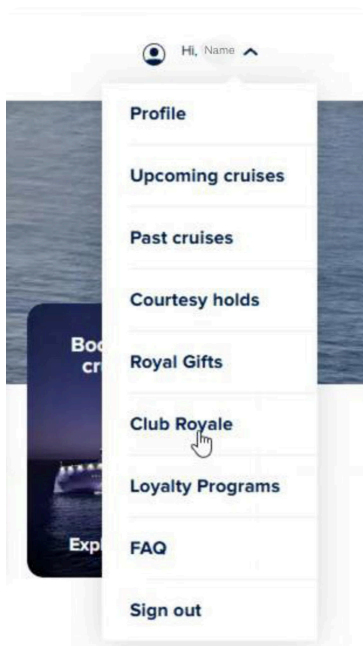 Hi, Name
Profile
Upcoming cruises
Past cruises
Courtesy holds
Royal Gifts
Club Royale
Loyalty Programs
FAQ
Sign out